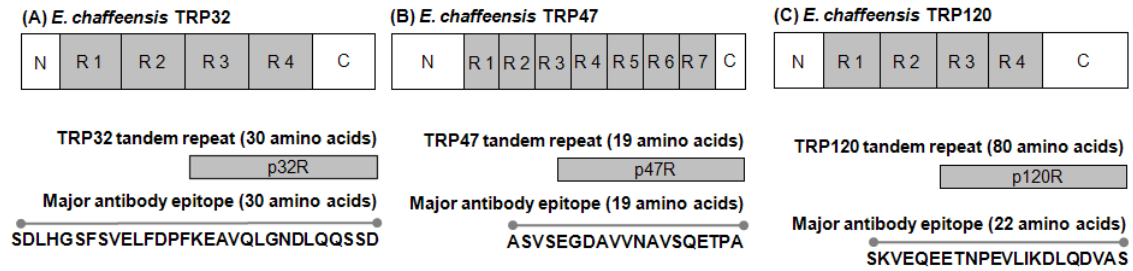 (A) E. chaffeensis TRP32
N R 1 R 2 R 3 R 4 C
TRP32 tandem repeat (30 amino acids)
p32R
Major antibody epitope (30 amino acids)
SDLHGSFSVELFDPFKEAVQLGNDLQQSSD
(B) E. chaffeensis TRP47
N R 1 R 2 R 3 R 4 R 5 R 6 R 7 C
TRP47 tandem repeat (19 amino acids)
p47R
Major antibody epitope (19 amino acids)
ASVSEGDAVVNAVSQETPA
(C) E. chaffeensis TRP120
N R 1 R 2 R 3 R 4 C
TRP120 tandem repeat (80 amino acids)
p120R
Major antibody epitope (22 amino acids)
SKVEQEETNPEVLIKDLQDVAS